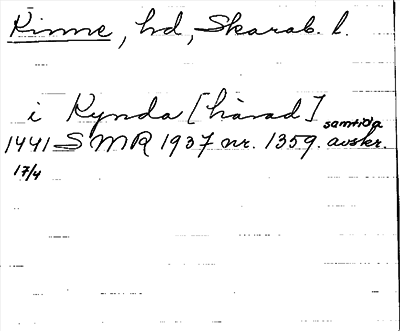 Kinne, hd, Skarab. l.
i Kynda [härad]
samtida
1441 SMR 1937 nr. 1359. avskr.
17/4